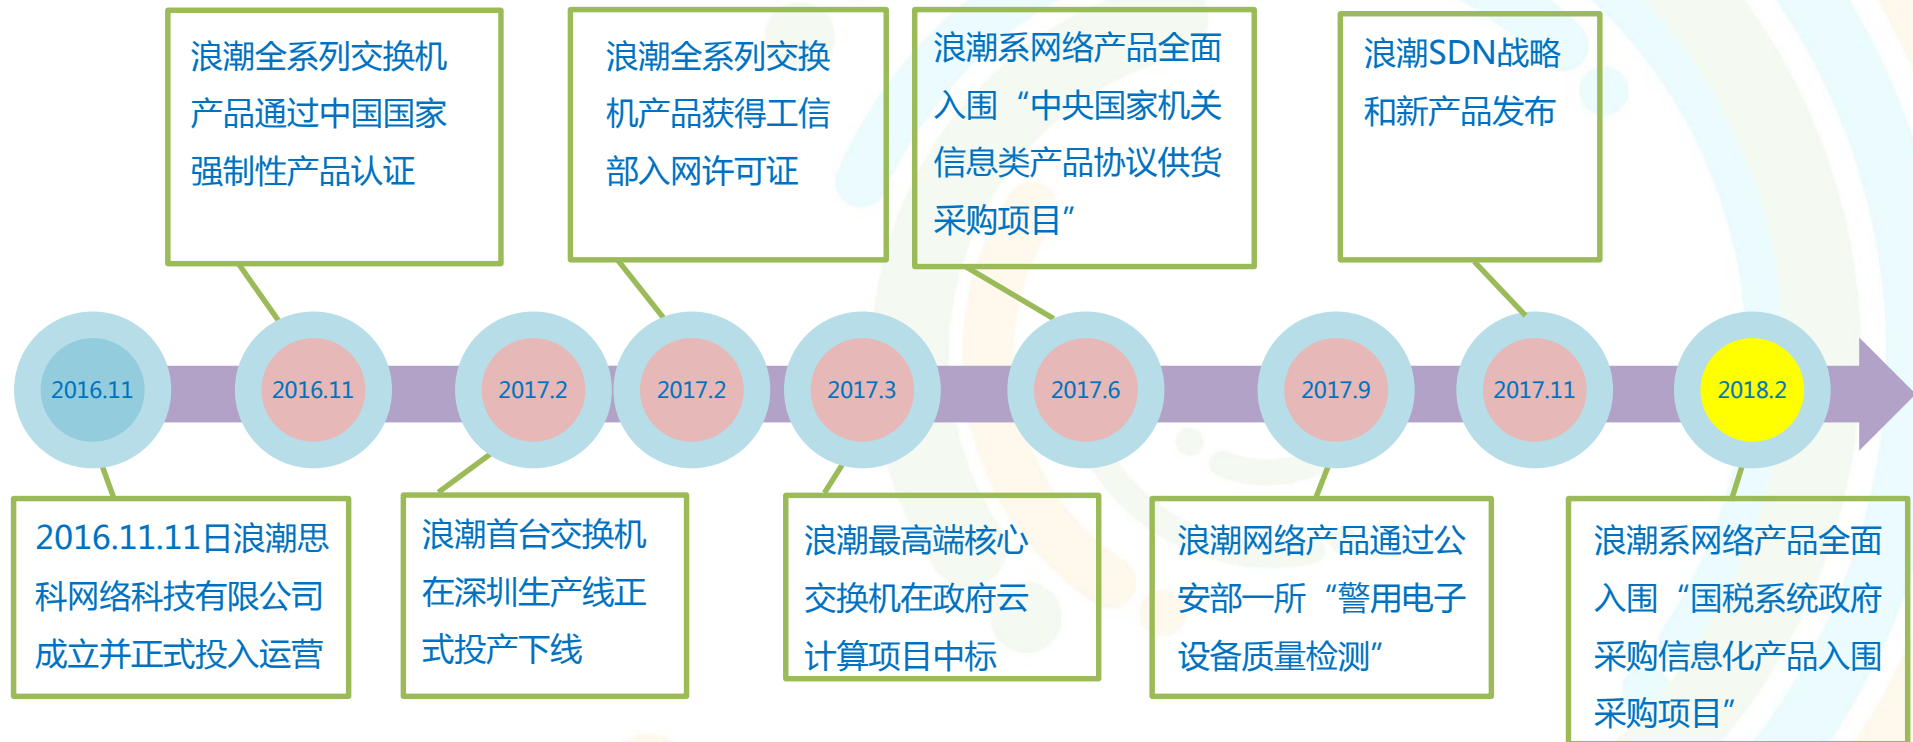 浪潮全系列交换机
产品通过中国国家
强制性产品认证
浪潮全系列交换
机产品获得工信
部入网许可证
浪潮系网络产品全面
入围“中央国家机关
信息类产品协议供货
采购项目”
浪潮SDN战略
和新产品发布
2016.11
2016.11
2017.2
2017.2
2017.3
2017.6
2017.9
2017.11
2018.2
2016.11.11日浪潮思
科网络科技有限公司
成立并正式投入运营
浪潮首台交换机
在深圳生产线正
式投产下线
浪潮最高端核心
交换机在政府云
计算项目中标
浪潮网络产品通过公
安部一所“警用电子
设备质量检测”
浪潮系网络产品全面
入围“国税系统政府
采购信息化产品入围
采购项目”